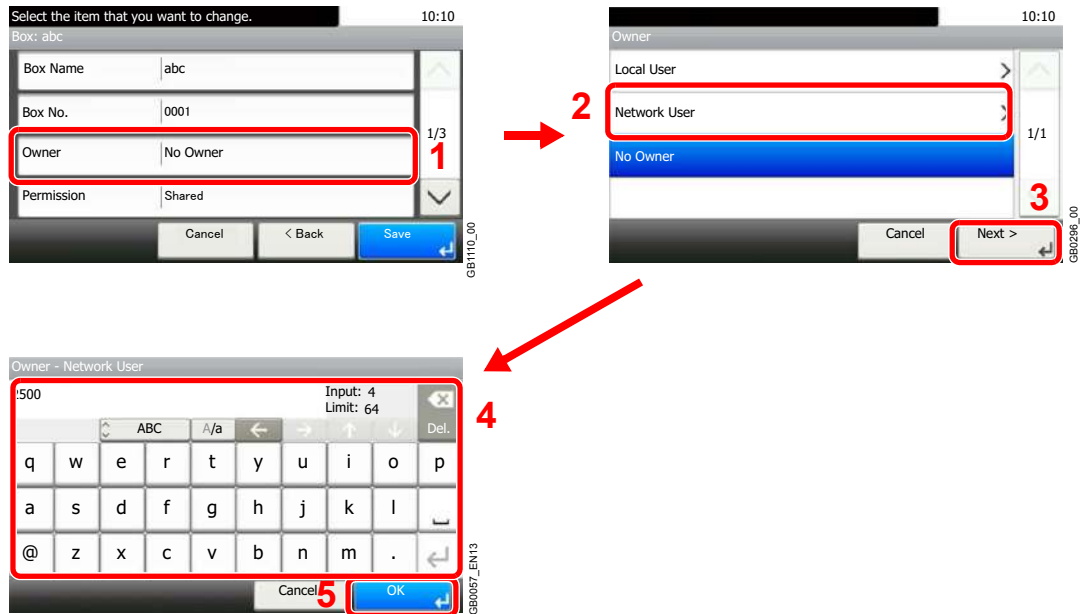 Select the item that you want to change.
10:10
Box: abc
Box Name
abc
Box No.
0001
1/3
Owner
No Owner
1
Permission
Shared
Cancel
< Back
Save
GB1110_00
10:10
Owner
Local User
2
Network User
1/1
No Owner
3
Cancel
Next >
GB0296_00
Owner - Network User
2500
Input: 4
Limit: 64
4
ABC
A/a
Del.
q w e r t y u i o p
a s d f g h j k l
@ z x c v b n m .
Cancel
5
OK
GB0057_EN13